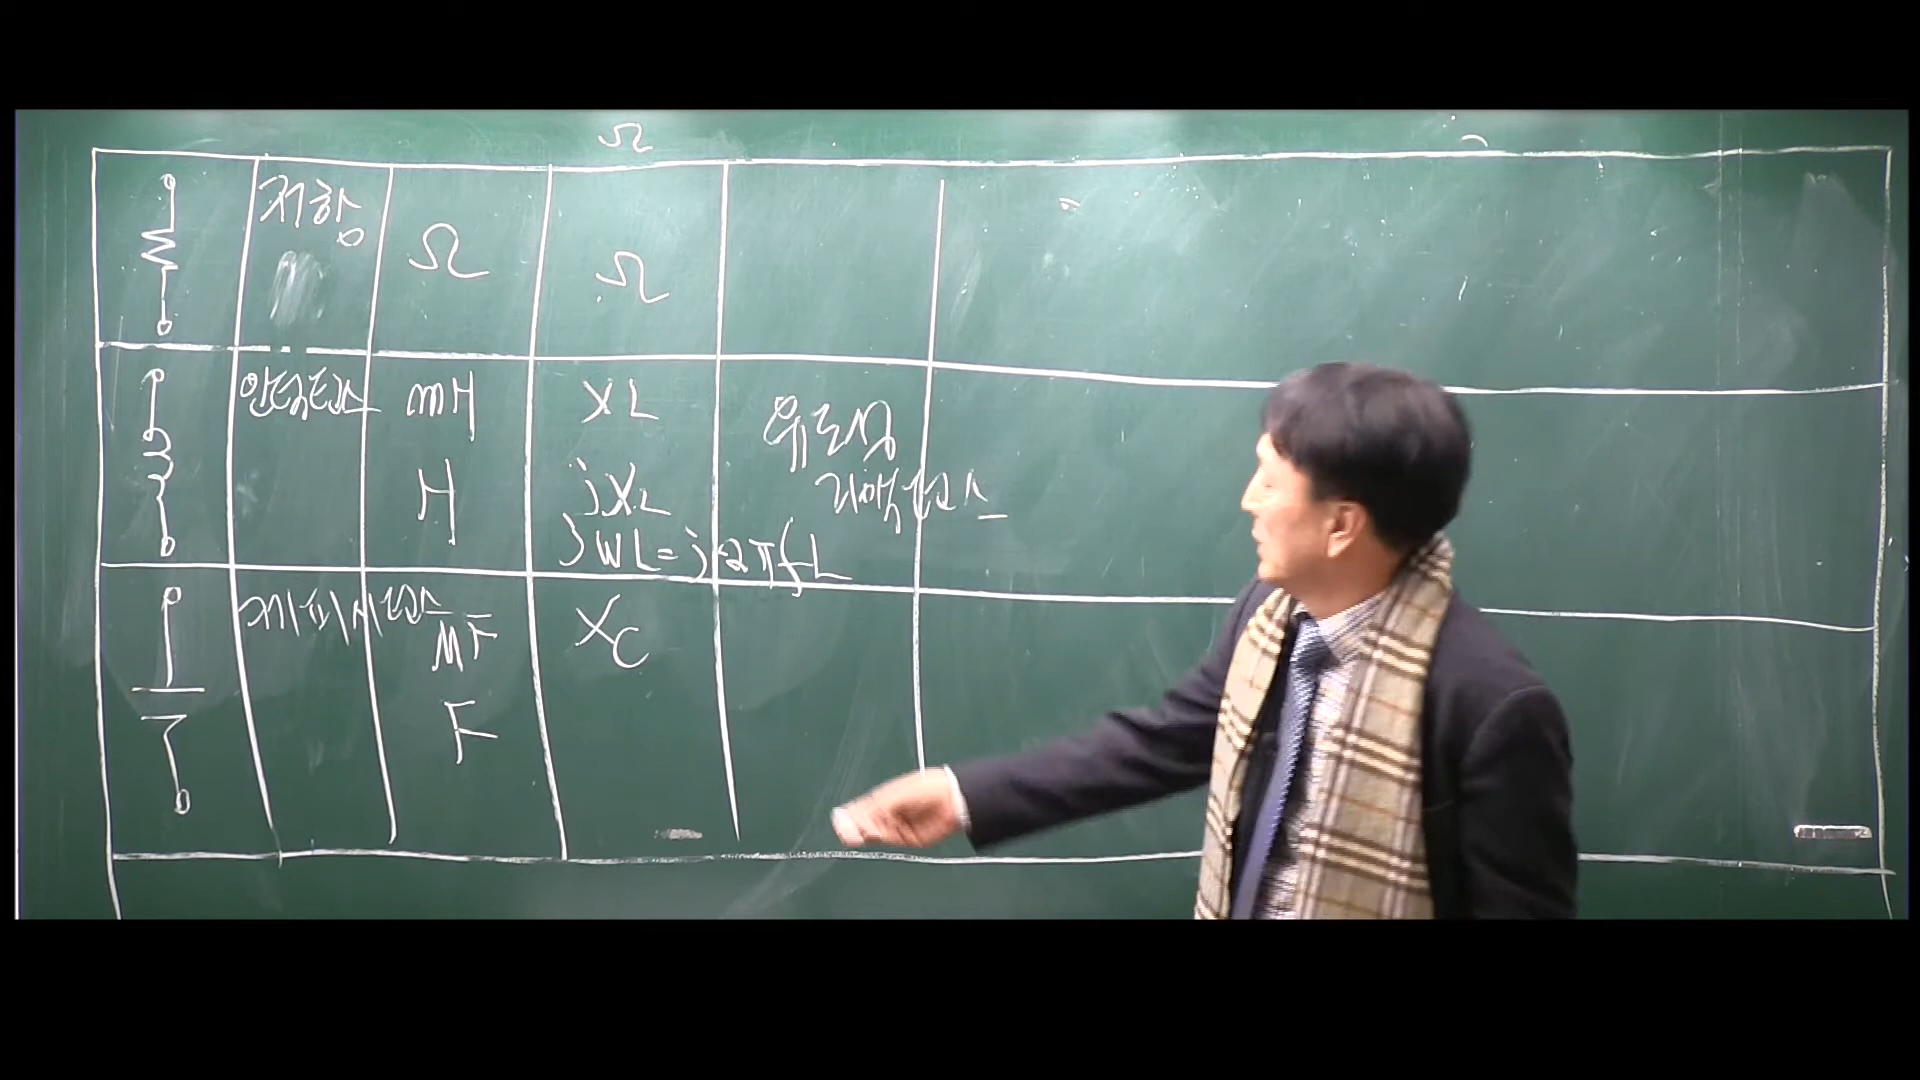 Ω
저항
Ω
Ω
인덕턴스
mH
XL
유도성
H
jXL
리액턴스
jWL=j2πfL
캐패시턴스
MF
XC
F